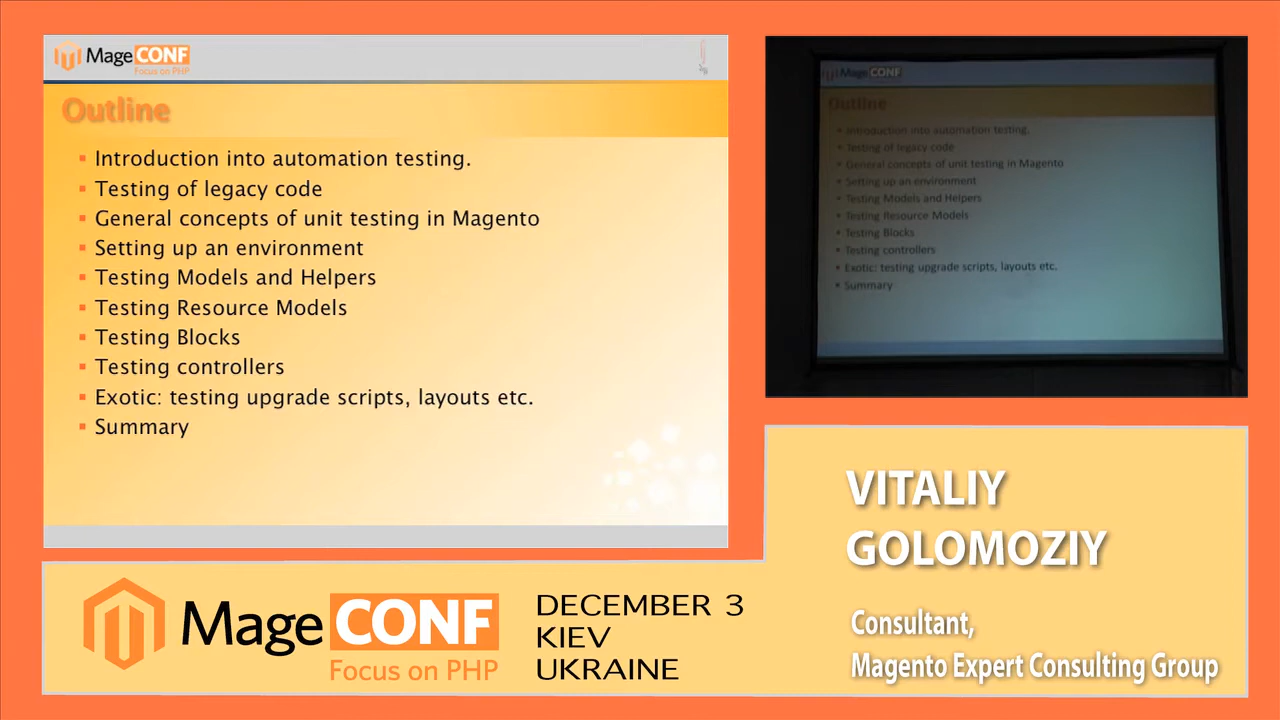 MageCONF
Focus on PHP
Outline
Introduction into automation testing.
Testing of legacy code
General concepts of unit testing in Magento
Setting up an environment
Testing Models and Helpers
Testing Resource Models
Testing Blocks
Testing controllers
Exotic: testing upgrade scripts, layouts etc.
Summary
MageCONF
Outline
Introduction into automation testing.
Testing of legacy code
General concepts of unit testing in Magento
Setting up an environment
Testing Models and Helpers
Testing Resource Models
Testing Blocks
Testing controllers
Exotic: testing upgrade scripts, layouts etc.
Summary
VITALIY
GOLOMOZIY
Consultant,
Magento Expert Consulting Group
MageCONF
Focus on PHP
DECEMBER 3
KIEV
UKRAINE